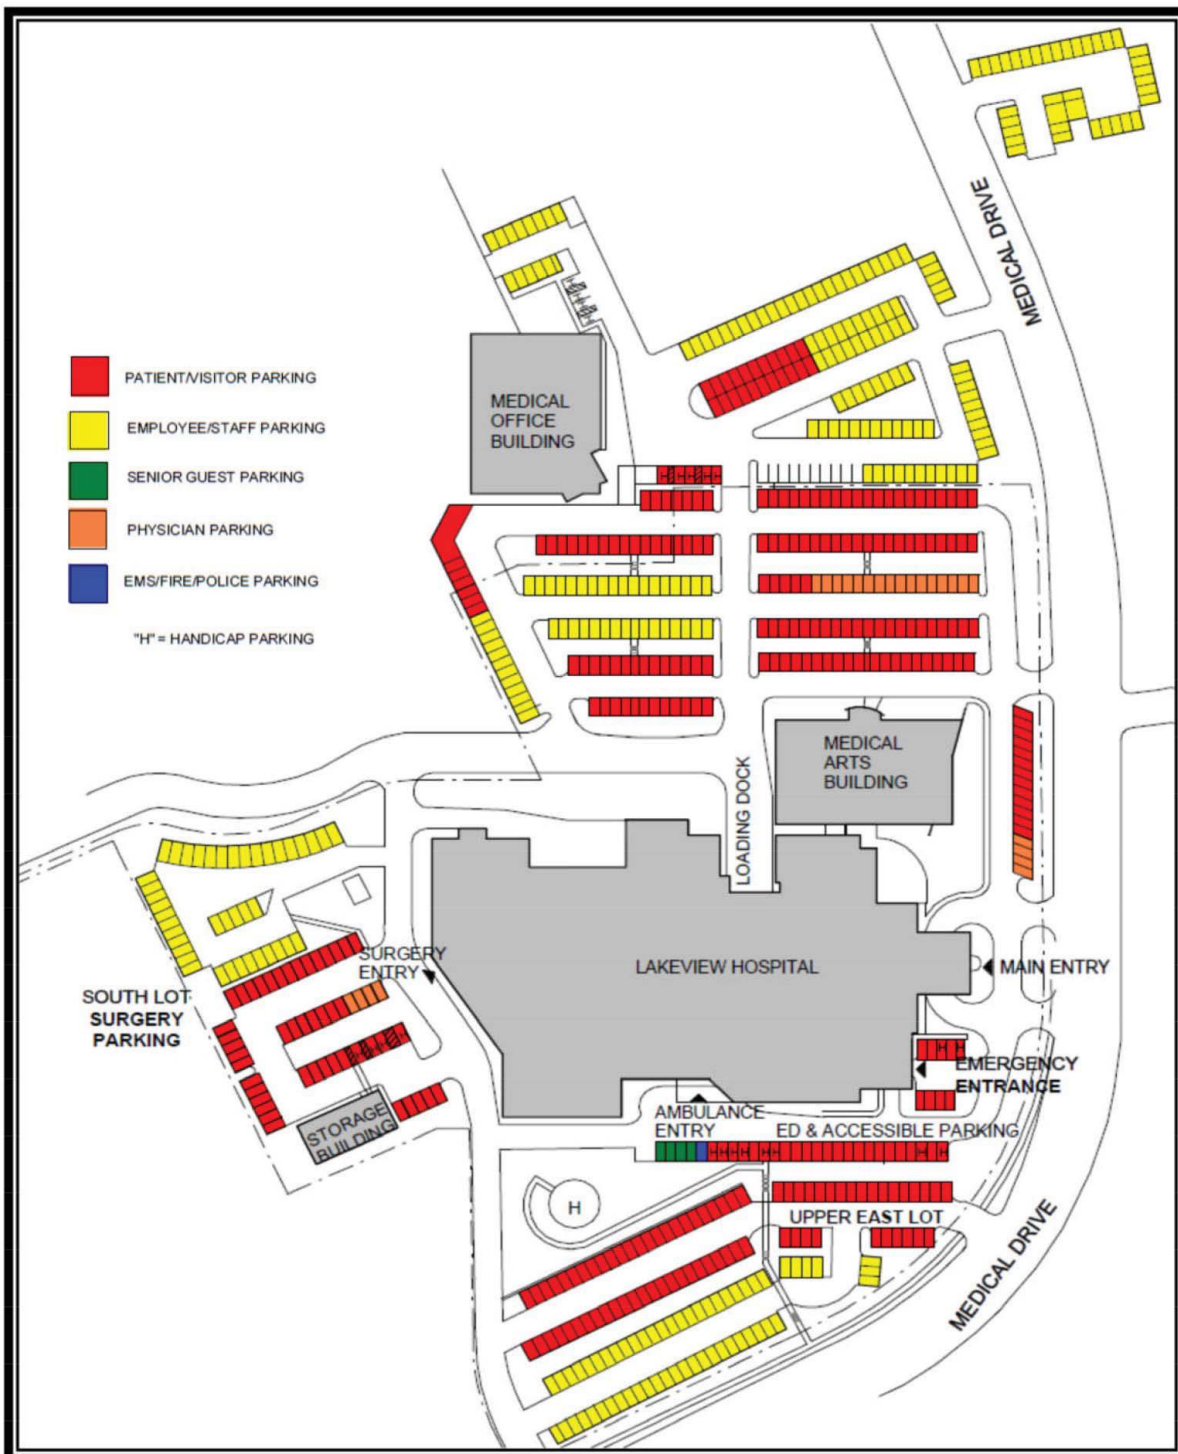 MEDICAL DRIVE
MEDICAL
OFFICE
BUILDING
PATIENT/VISITOR PARKING
EMPLOYEE/STAFF PARKING
SENIOR GUEST PARKING
PHYSICIAN PARKING
EMS/FIRE/POLICE PARKING
"H" = HANDICAP PARKING
MEDICAL
ARTS
BUILDING
LOADING DOCK
LAKEVIEW HOSPITAL
MAIN ENTRY
SURGERY
ENTRY
SOUTH LOT
SURGERY
PARKING
EMERGENCY
ENTRANCE
STORAGE
BUILDING
AMBULANCE
ENTRY
ED & ACCESSIBLE PARKING
H
UPPER EAST LOT
MEDICAL DRIVE